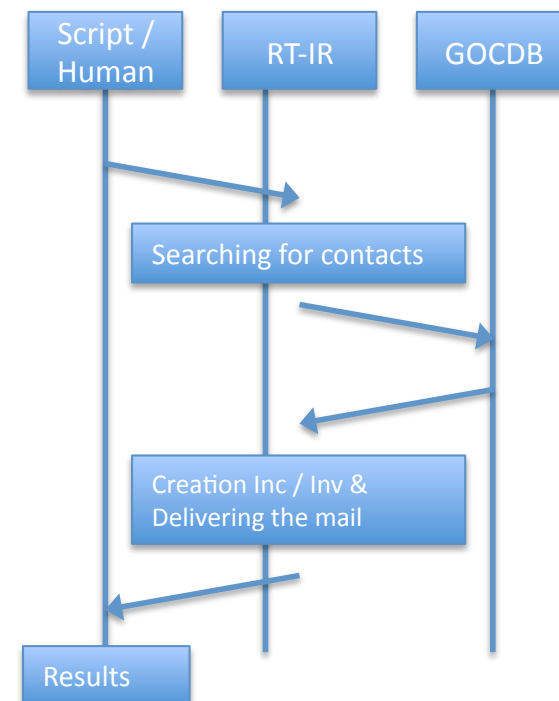 Script /
Human
RT-IR
GOCDB
Searching for contacts
Creation Inc / Inv &
Delivering the mail
Results